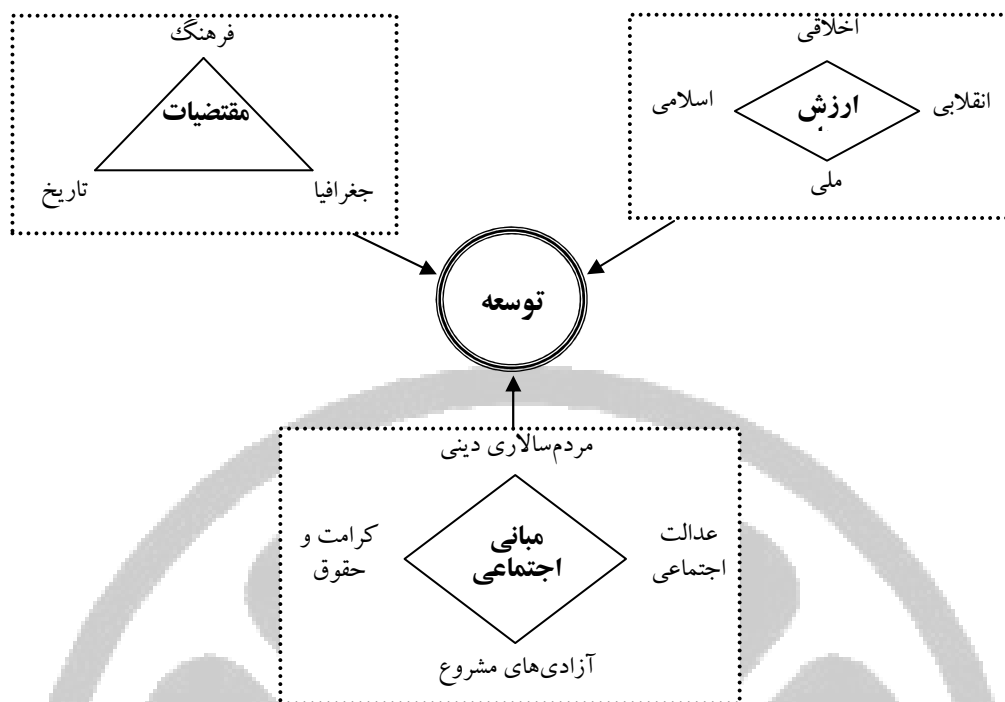 اخلاقی
ارزش
اسلامی
انقلابی
ملی
فرهنگ
مقتضیات
جغرافیا
تاریخ
توسعه
مردم‌سالاری دینی
مبانی
اجتماعی
عدالت
اجتماعی
کرامت و
حقوق
آزادی‌های مشروع